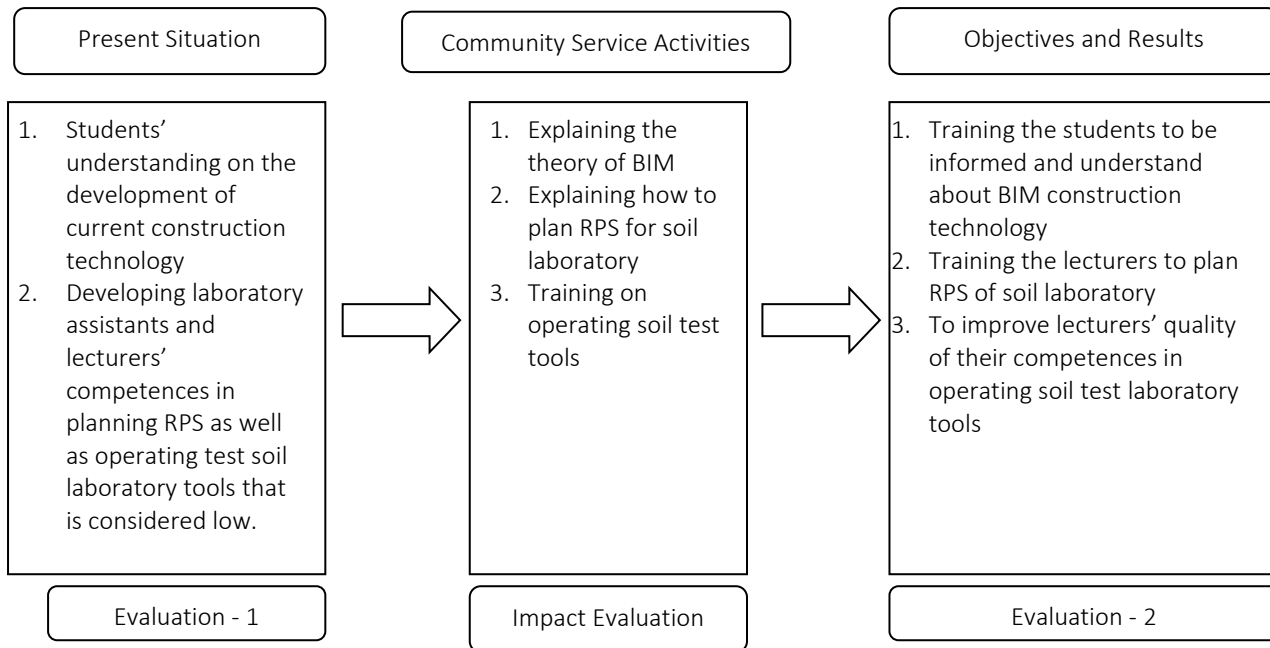 Present Situation
Community Service Activities
Objectives and Results
1. Students'
understanding on the
development of
current construction
technology
2. Developing laboratory
assistants and
lecturers'
competences in
planning RPS as well
as operating test soil
laboratory tools that
is considered low.
1. Explaining the
theory of BIM
2. Explaining how to
plan RPS for soil
laboratory
3. Training on
operating soil test
tools
1. Training the students to be
informed and understand
about BIM construction
technology
2. Training the lecturers to plan
RPS of soil laboratory
3. To improve lecturers' quality
of their competences in
operating soil test laboratory
tools
Evaluation - 1
Impact Evaluation
Evaluation - 2